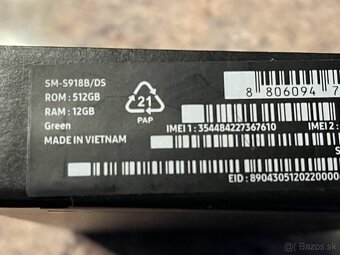 SM-S918B/DS
ROM : 512GB
RAM : 12GB
Green
MADE IN VIETNAM
21
PAP
8 806094 7
IMEI 1 : 354484227367610
IMEI 2 :
S
EID : 8904305120220000
Bazos.sk